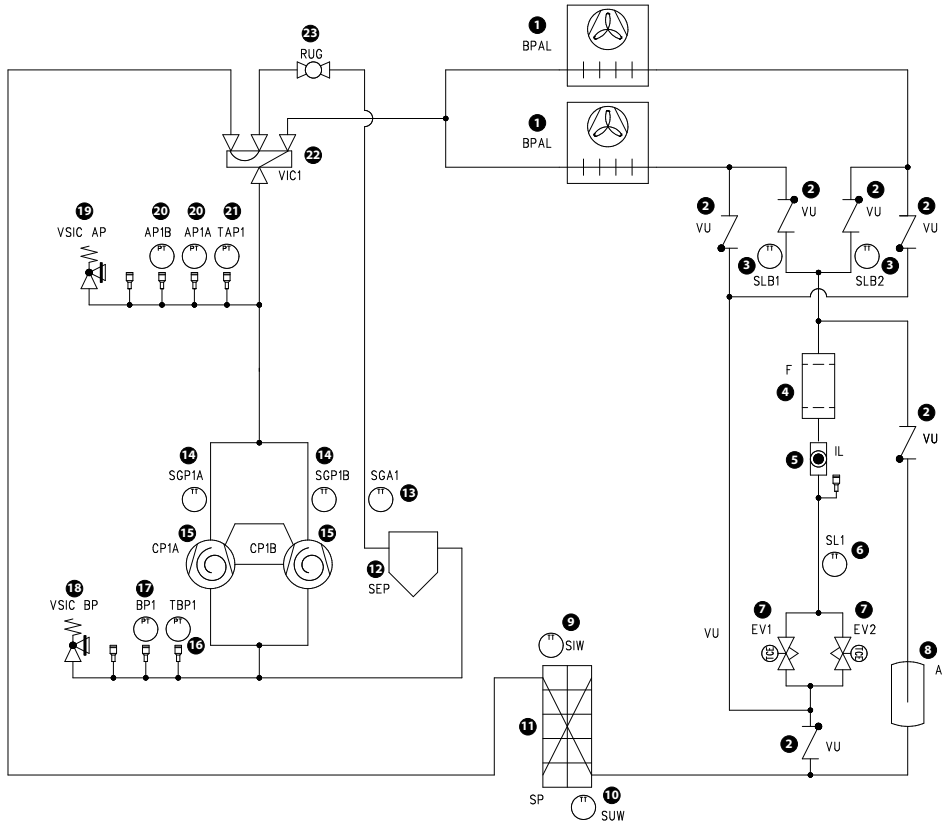 1
BPAL
23
RUG
1
BPAL
22
VIC1
2
VU
2
VU
2
VU
2
VU
19
VSIC AP
20
AP1B
PT
20
AP1A
PT
21
TAP1
PT
TT
3
SLB1
TT
3
SLB2
F
4
2
VU
5
IL
14
SGP1A
TT
14
SGP1B
TT
SGA1
13
TT
15
CP1A
CP1B
15
12
SEP
SL1
6
TT
7
EV1
TCE
7
EV2
TCE
18
VSIC BP
17
BP1
PT
TBP1
PT
16
9
SIW
TT
VU
8
A
11
2
VU
SP
TT
10
SUW